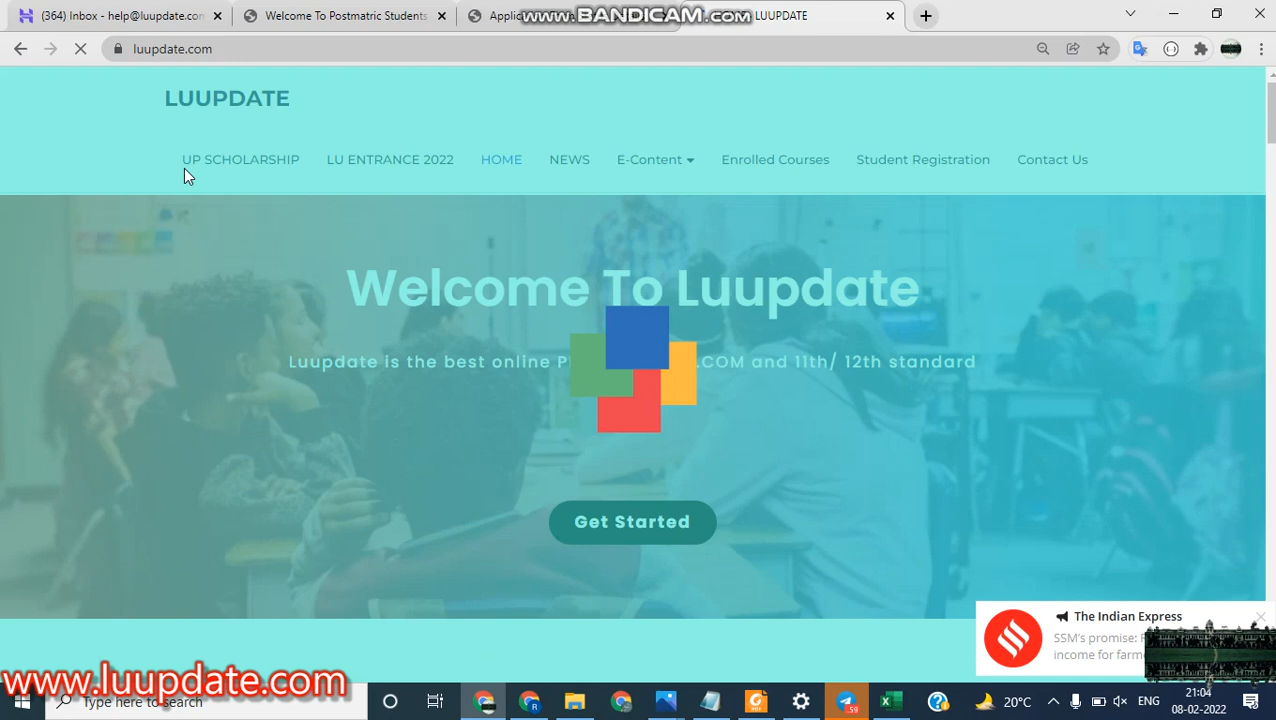 (364) Inbox - help@luupdate.com
Welcome To Postmatric Students
Applic
www.BANDICAM.com
LUUPDATE
luupdate.com
LUUPDATE
UP SCHOLARSHIP
LU ENTRANCE 2022
HOME
NEWS
E-Content
Enrolled Courses
Student Registration
Contact Us
Welcome To Luupdate
Luupdate is the best online P .COM and 11th/ 12th standard
Get Started
The Indian Express
SSM's promise:
income for farme
www.luupdate.com
Type here to search
59
PDF
20°C
ENG
21:04
08-02-2022